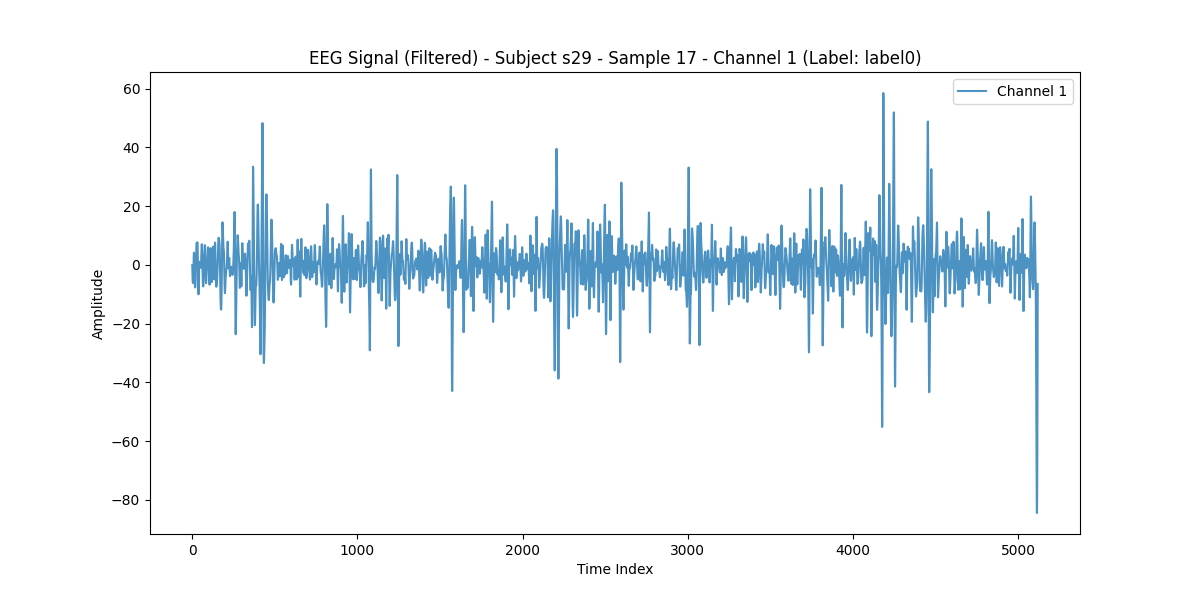 EEG Signal (Filtered) - Subject s29 - Sample 17 - Channel 1 (Label: label0)
Channel 1
60
40
20
0
−20
−40
−60
−80
Amplitude
0 1000 2000 3000 4000 5000
Time Index